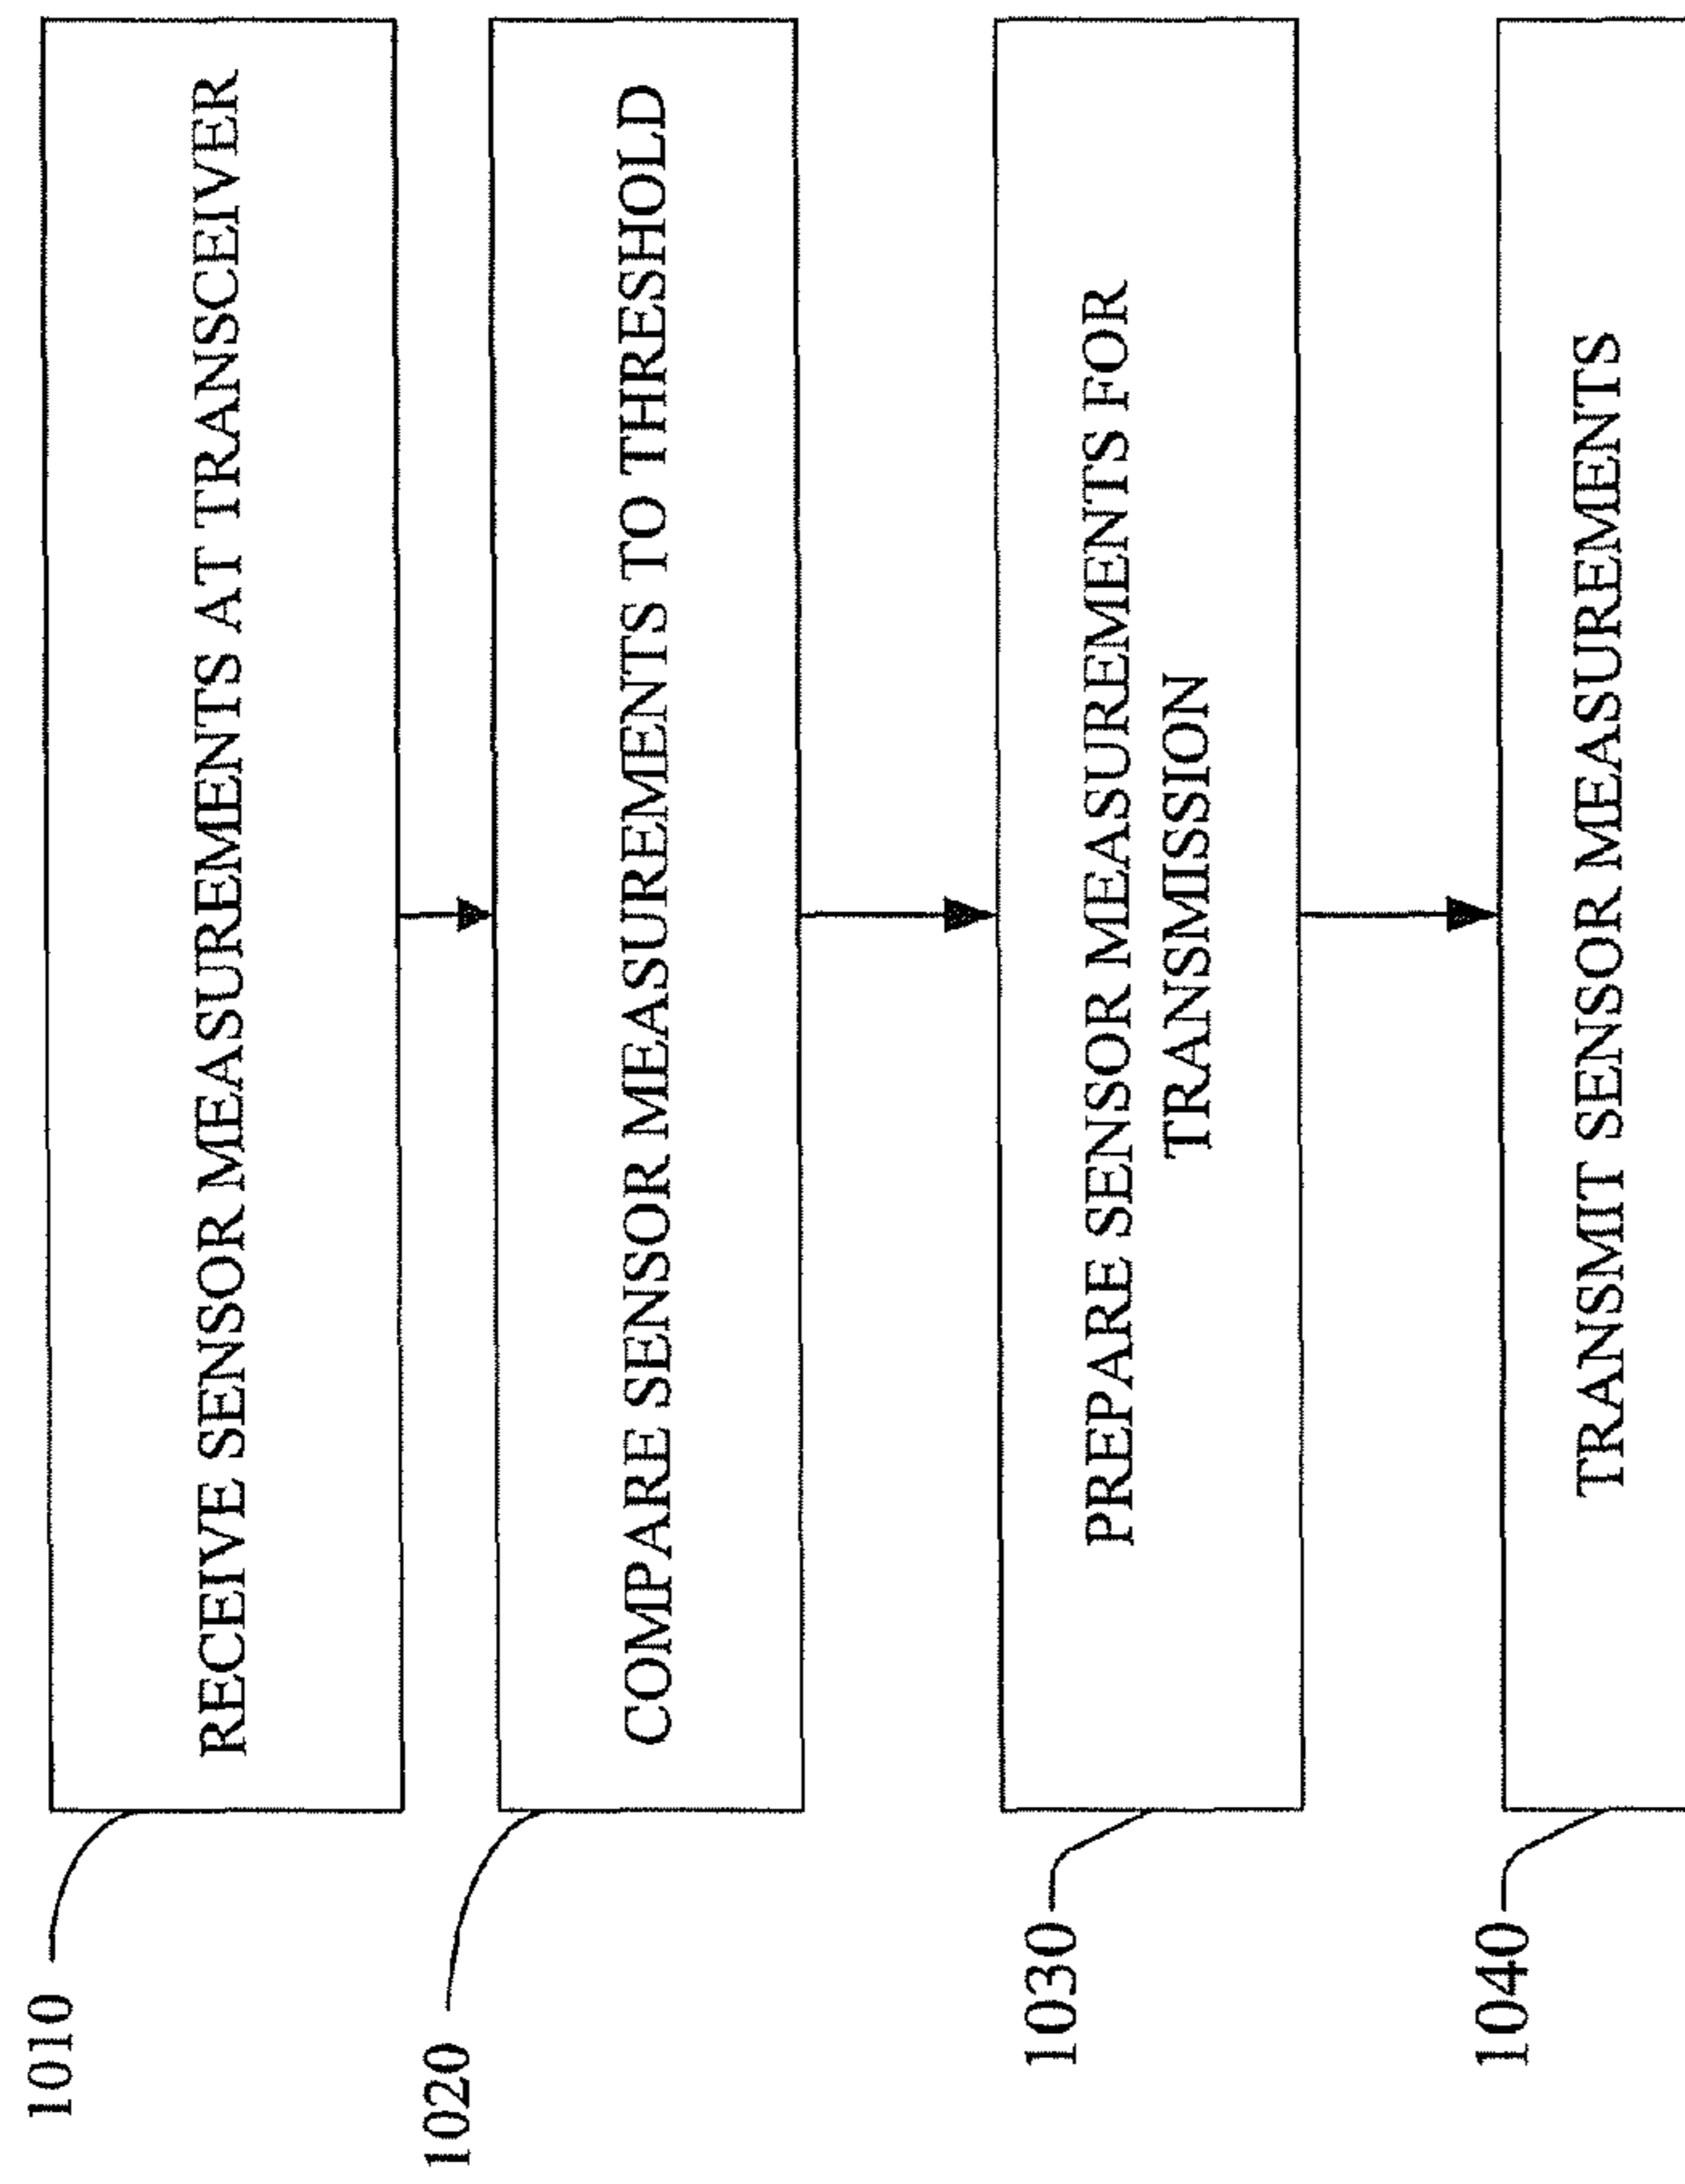 1010
RECEIVE SENSOR MEASUREMENTS AT TRANSCEIVER
1020
COMPARE SENSOR MEASUREMENTS TO THRESHOLD
1030
PREPARE SENSOR MEASUREMENTS FOR
TRANSMISSION
1040
TRANSMIT SENSOR MEASUREMENTS